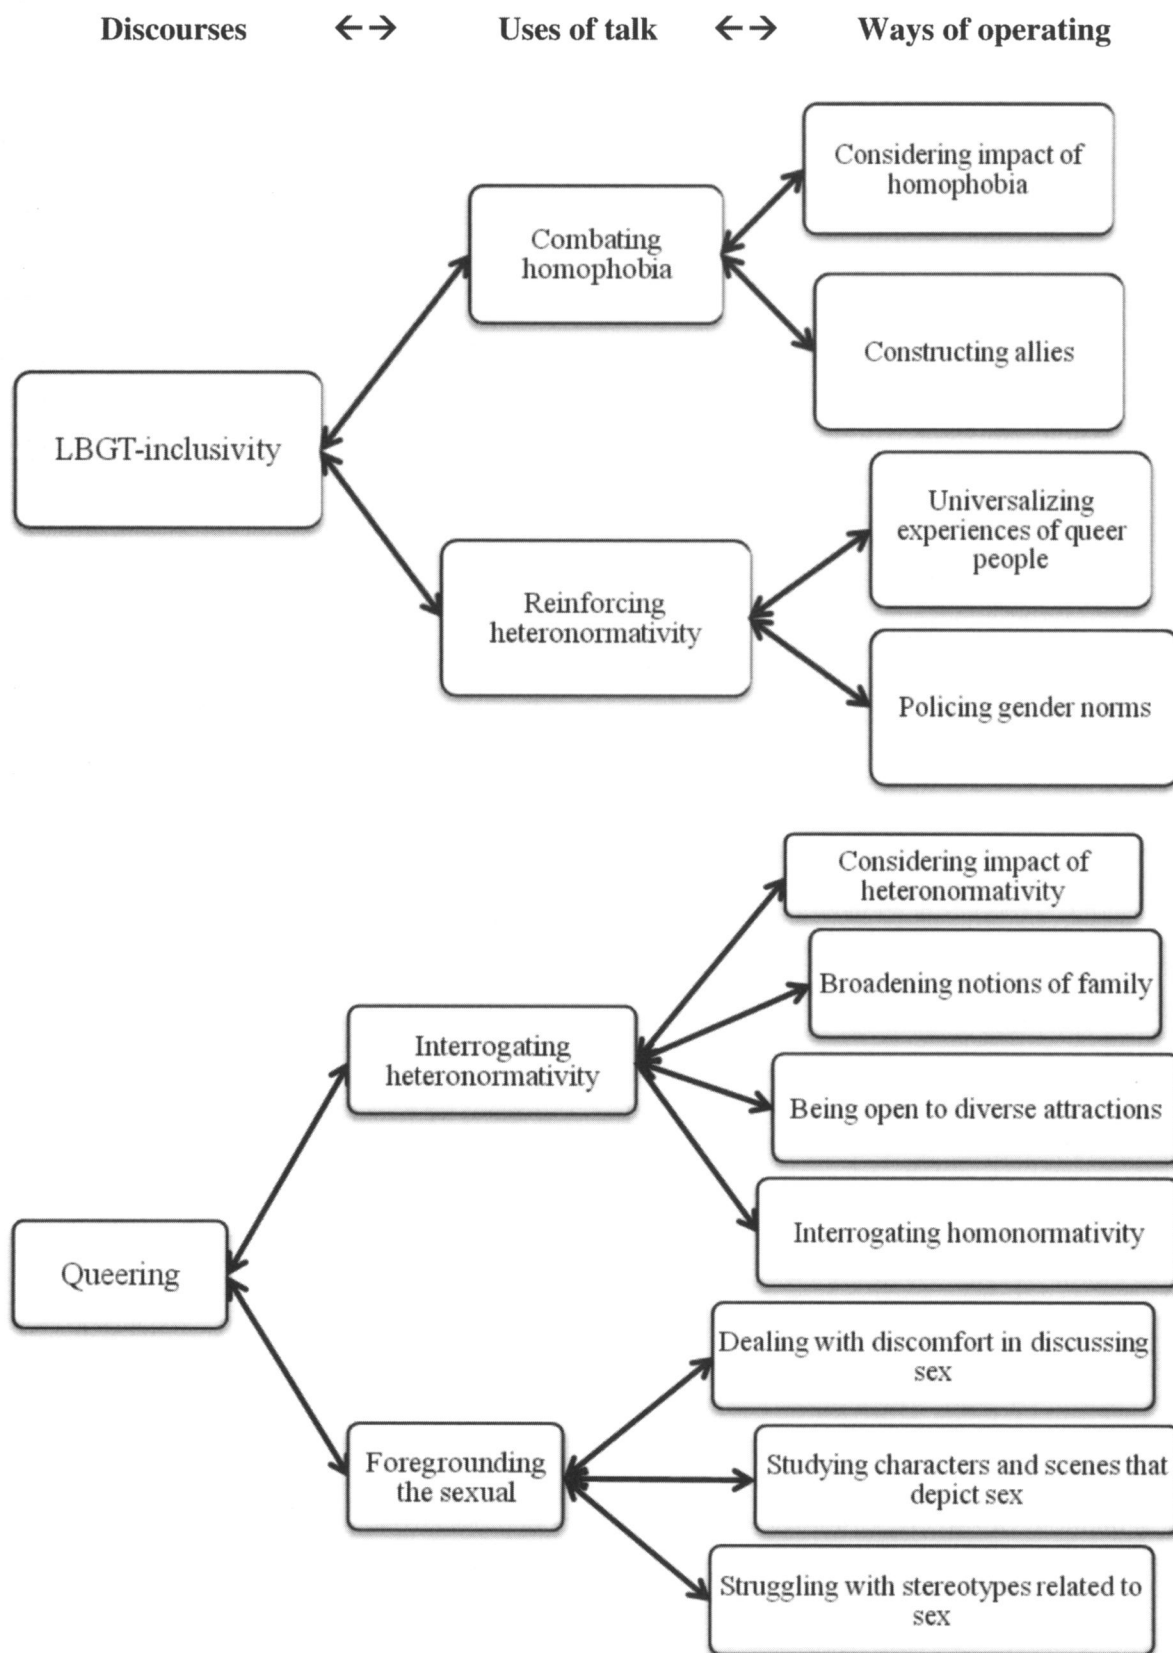 Discourses ←→ Uses of talk ←→ Ways of operating
Considering impact of
homophobia
Combating
homophobia
Constructing allies
LBGT-inclusivity
Universalizing
experiences of queer
people
Reinforcing
heteronormativity
Policing gender norms
Considering impact of
heteronormativity
Broadening notions of family
Interrogating
heteronormativity
Being open to diverse attractions
Interrogating homonormativity
Queering
Dealing with discomfort in discussing
sex
Foregrounding
the sexual
Studying characters and scenes that
depict sex
Struggling with stereotypes related to
sex